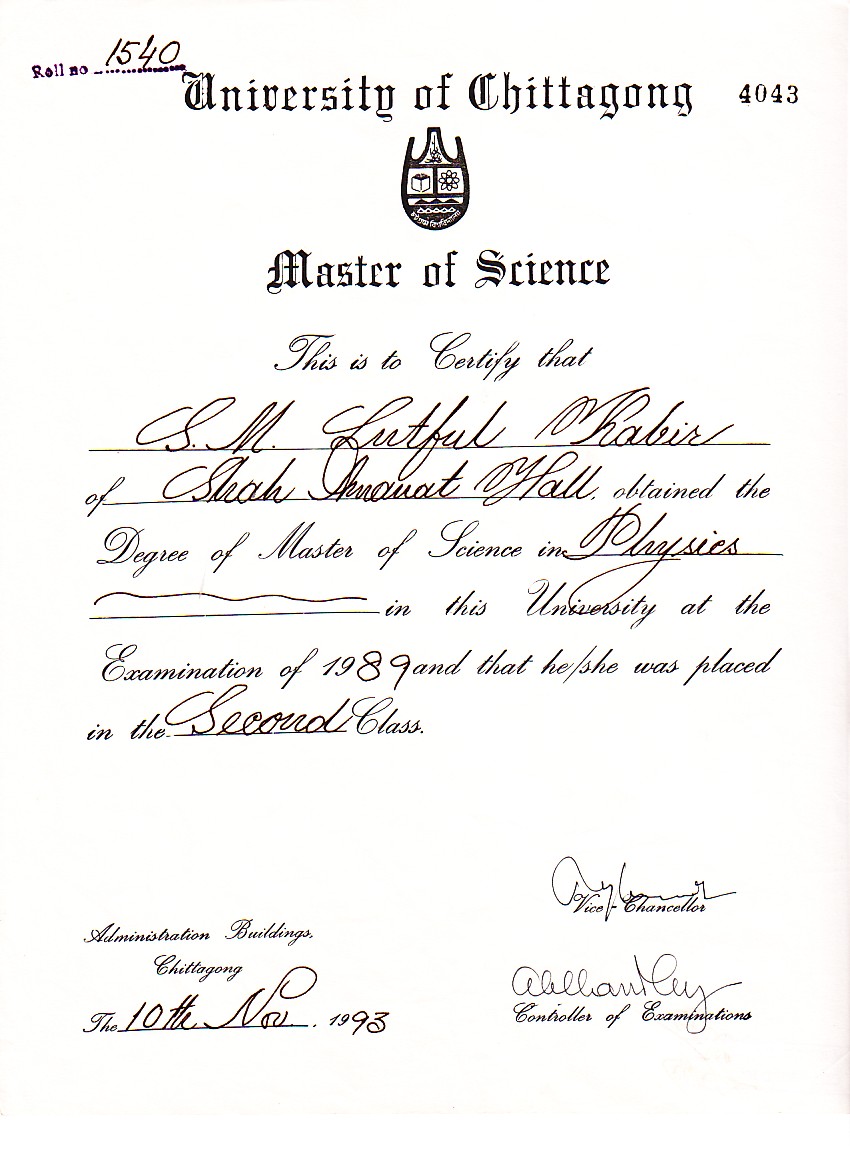 Roll no 1540
University of Chittagong 4043
Master of Science
This is to Certify that
S. M. Lutful Kabir
of Shah Amanat Hall, obtained the
Degree of Master of Science in Physics
in this University at the
Examination of 1989 and that he/she was placed
in the Second Class.
Vice-Chancellor
Administration Buildings,
Chittagong
Controller of Examinations
The 10th Nov. 1993